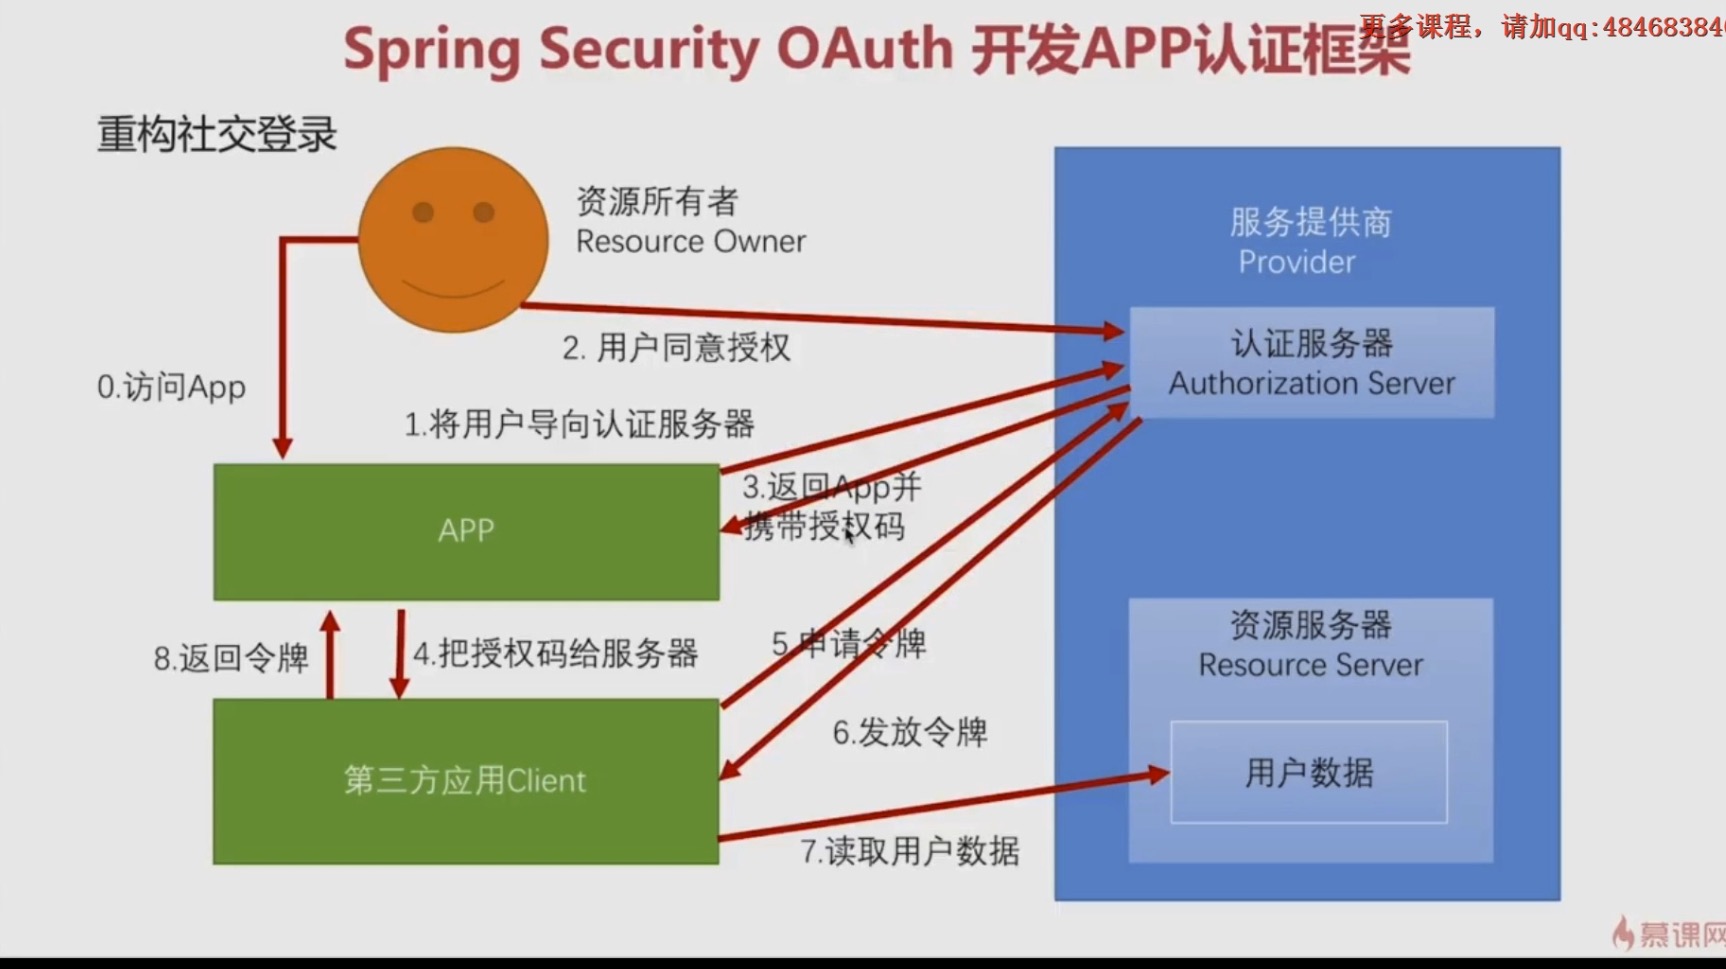 Spring Security OAuth 开发APP认证框架
更多课程，请加qq:48468384
重构社交登录
资源所有者
Resource Owner
服务提供商
Provider
2. 用户同意授权
认证服务器
Authorization Server
0.访问App
1.将用户导向认证服务器
3.返回App并
携带授权码
APP
8.返回令牌
4.把授权码给服务器
5.申请令牌
资源服务器
Resource Server
6.发放令牌
第三方应用Client
用户数据
7.读取用户数据
慕课网